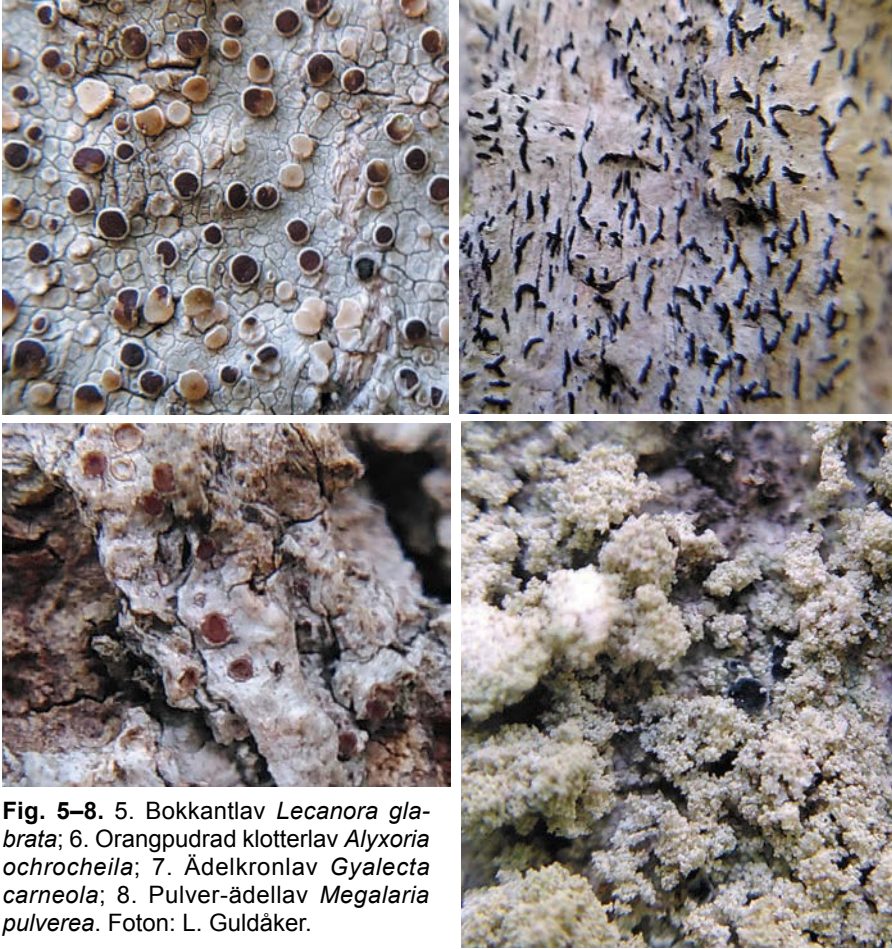 Fig. 5–8. 5. Bokkantlav Lecanora gla-
brata; 6. Orangpudrad klotterlav Alyxoria
ochrocheila; 7. Ädelkronlav Gyalecta
carneola; 8. Pulver-ädellav Megalaria
pulverea. Foton: L. Guldåker.